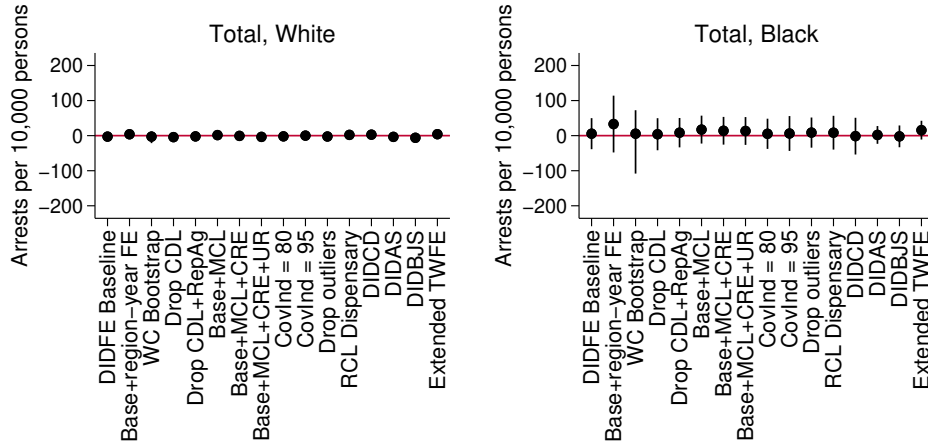 Total, White
Arrests per 10,000 persons
200
100
0
−100
−200
DIDFE Baseline
Base+region−year FE
WC Bootstrap
Drop CDL
Drop CDL+RepAg
Base+MCL
Base+MCL+CRE
Base+MCL+CRE+UR
CovInd = 80
CovInd = 95
Drop outliers
RCL Dispensary
DIDCD
DIDAS
DIDBJS
Extended TWFE
Total, Black
Arrests per 10,000 persons
200
100
0
−100
−200
DIDFE Baseline
Base+region−year FE
WC Bootstrap
Drop CDL
Drop CDL+RepAg
Base+MCL
Base+MCL+CRE
Base+MCL+CRE+UR
CovInd = 80
CovInd = 95
Drop outliers
RCL Dispensary
DIDCD
DIDAS
DIDBJS
Extended TWFE